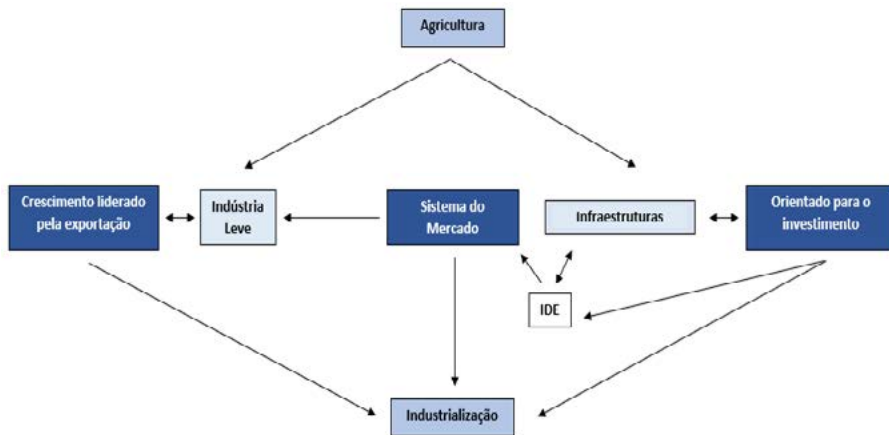 Agricultura
Crescimento liderado
pela exportação
Indústria
Leve
Sistema do
Mercado
Infraestruturas
Orientado para o
investimento
IDE
Industrialização